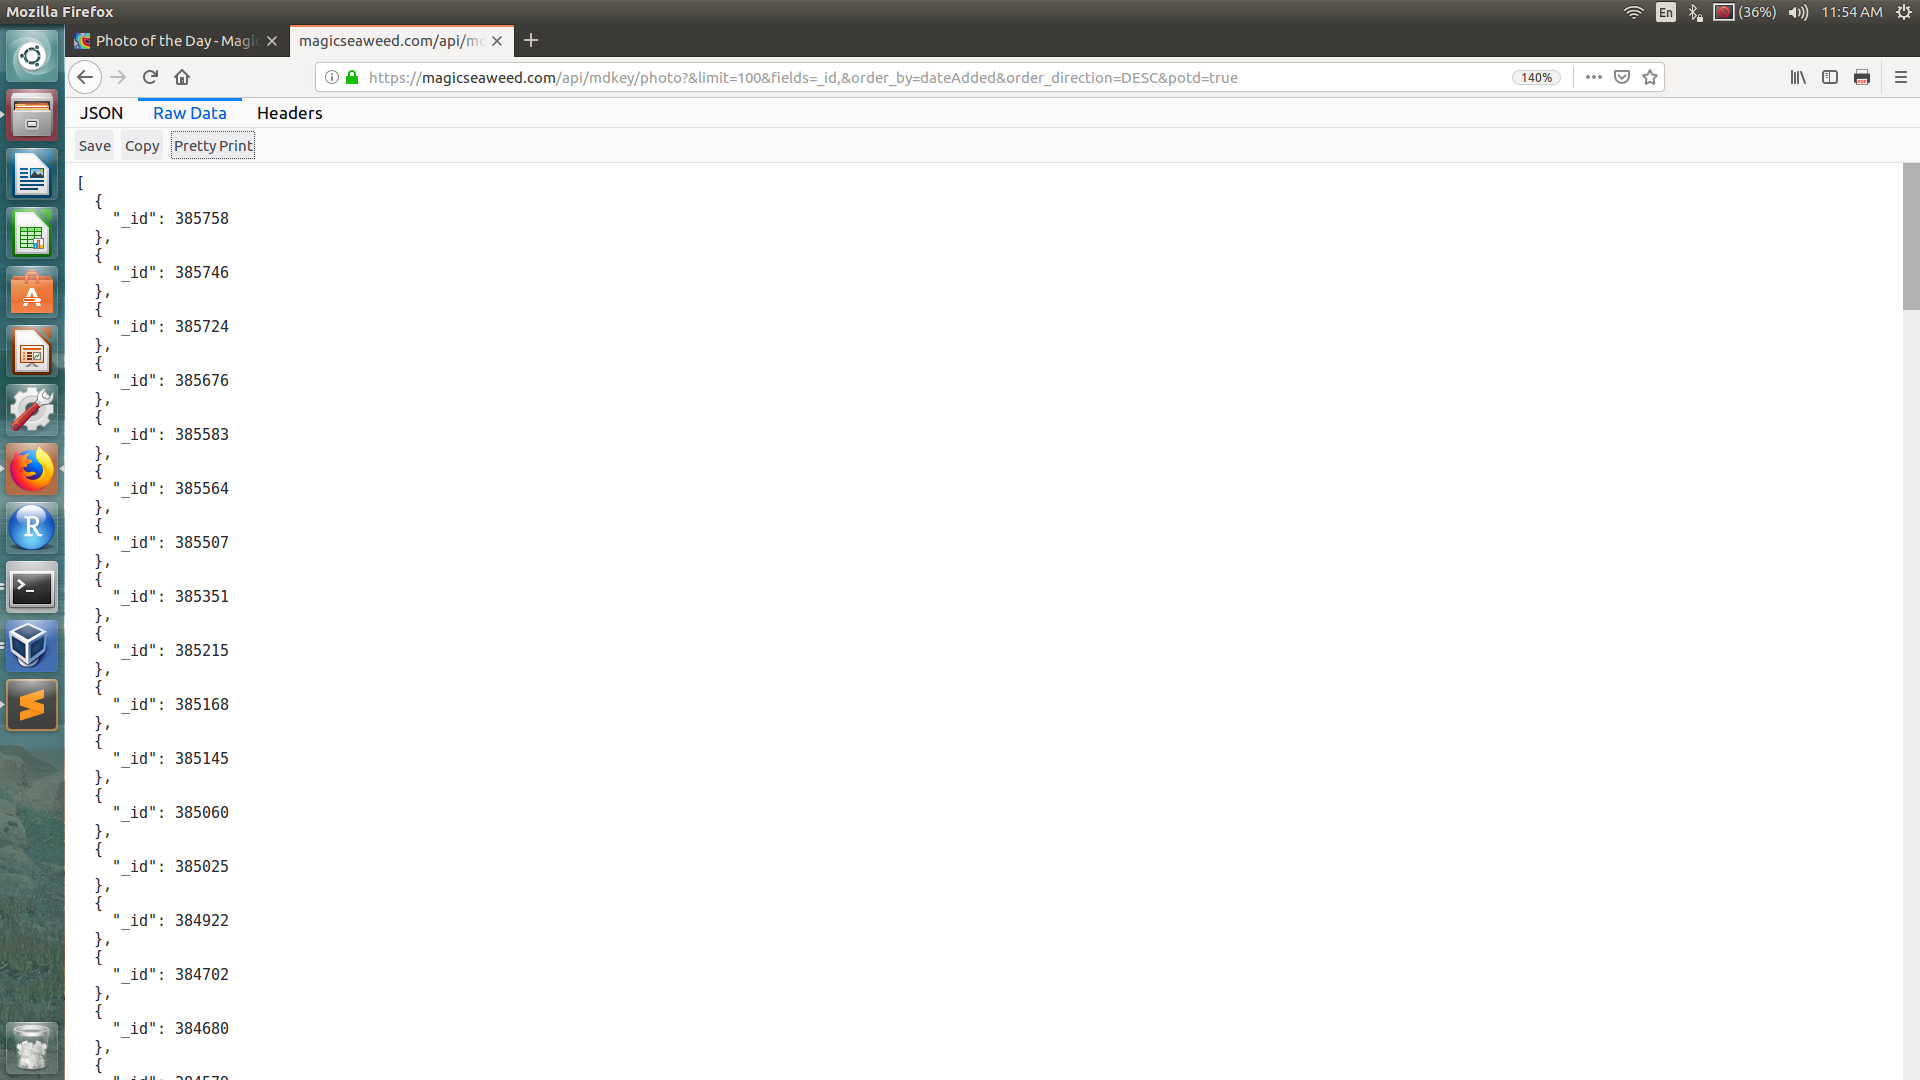 Mozilla Firefox
En
(36%)
11:54 AM
Photo of the Day - Magic
magicseaweed.com/api/md
https://magicseaweed.com/api/mdkey/photo?&limit=100&fields=_id,&order_by=dateAdded&order_direction=DESC&potd=true
140%
JSON Raw Data Headers
Save Copy Pretty Print
[
{
"_id": 385758
},
{
"_id": 385746
},
{
"_id": 385724
},
{
"_id": 385676
},
{
"_id": 385583
},
{
"_id": 385564
},
{
"_id": 385507
},
{
"_id": 385351
},
{
"_id": 385215
},
{
"_id": 385168
},
{
"_id": 385145
},
{
"_id": 385060
},
{
"_id": 385025
},
{
"_id": 384922
},
{
"_id": 384702
},
{
"_id": 384680
},
{